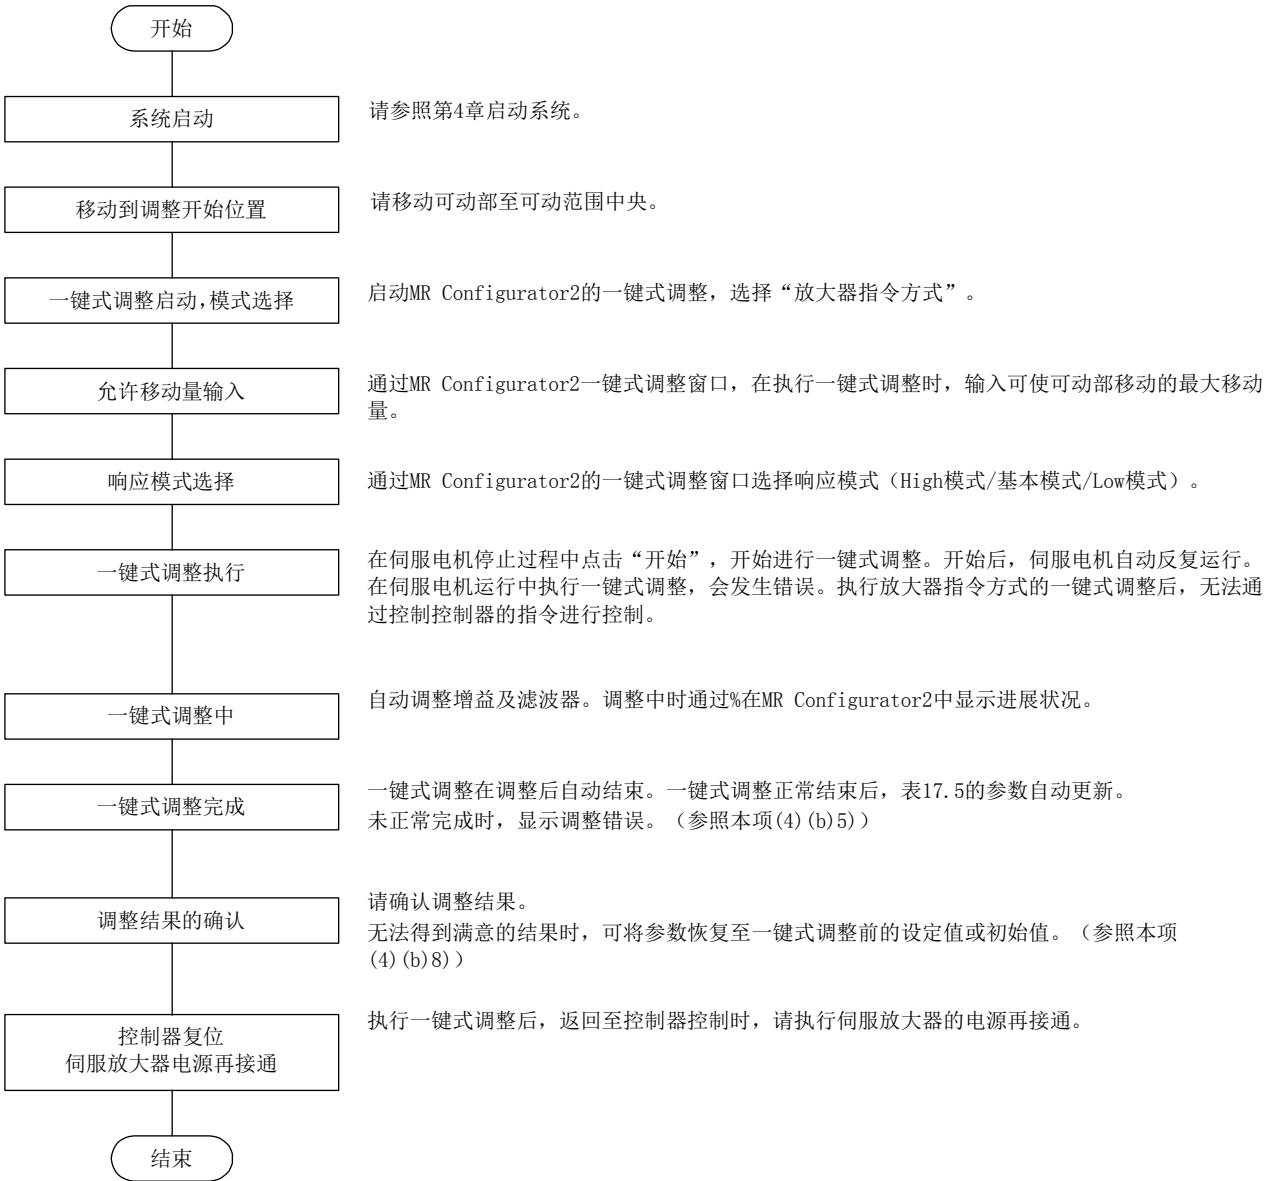 开始
系统启动
请参照第4章启动系统。
移动到调整开始位置
请移动可动部至可动范围中央。
一键式调整启动,模式选择
启动MR Configurator2的一键式调整，选择“放大器指令方式”。
允许移动量输入
通过MR Configurator2一键式调整窗口，在执行一键式调整时，输入可使可动部移动的最大移动
量。
响应模式选择
通过MR Configurator2的一键式调整窗口选择响应模式（High模式/基本模式/Low模式）。
一键式调整执行
在伺服电机停止过程中点击“开始”，开始进行一键式调整。开始后，伺服电机自动反复运行。
在伺服电机运行中执行一键式调整，会发生错误。执行放大器指令方式的一键式调整后，无法通
过控制控制器的指令进行控制。
一键式调整中
自动调整增益及滤波器。调整中时通过%在MR Configurator2中显示进展状况。
一键式调整完成
一键式调整在调整后自动结束。一键式调整正常结束后，表17.5的参数自动更新。
未正常完成时，显示调整错误。（参照本项(4)(b)5)）
调整结果的确认
请确认调整结果。
无法得到满意的结果时，可将参数恢复至一键式调整前的设定值或初始值。（参照本项
(4)(b)8)）
控制器复位
伺服放大器电源再接通
执行一键式调整后，返回至控制器控制时，请执行伺服放大器的电源再接通。
结束